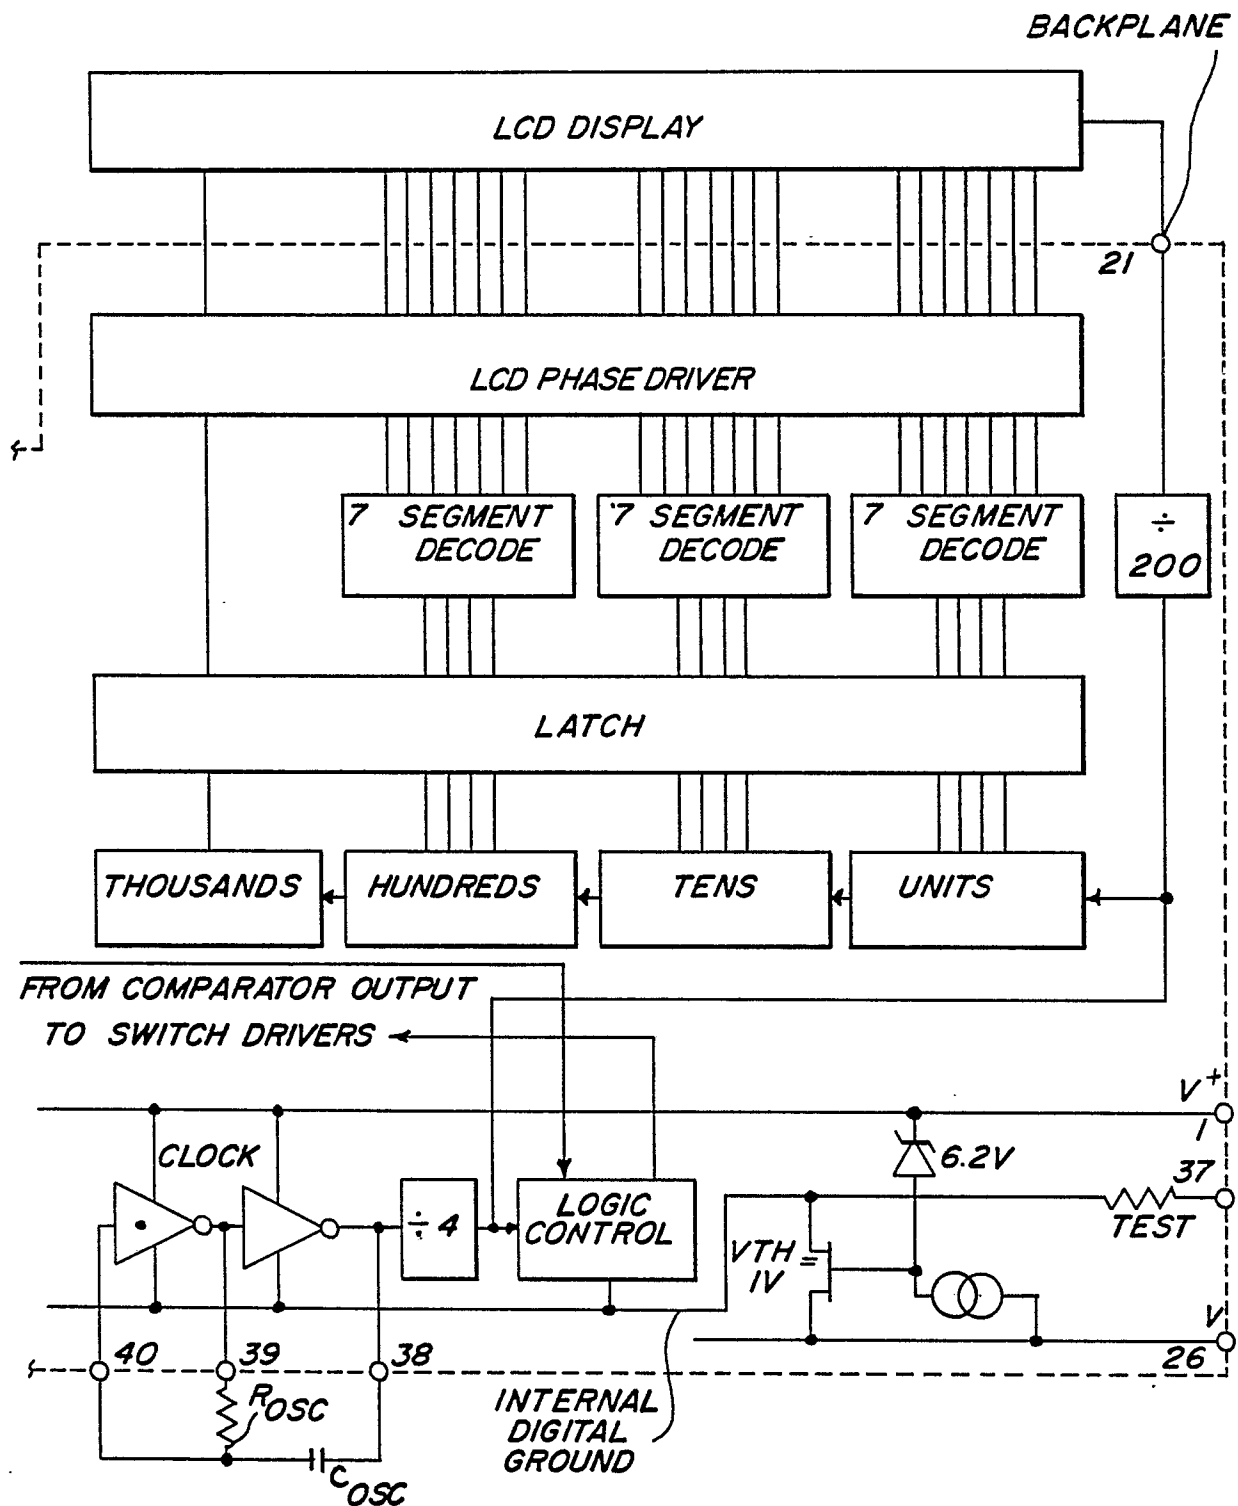 BACKPLANE
LCD DISPLAY
21
LCD PHASE DRIVER
7 SEGMENT
DECODE
7 SEGMENT
DECODE
7 SEGMENT
DECODE
÷
200
LATCH
THOUSANDS
HUNDREDS
TENS
UNITS
FROM COMPARATOR OUTPUT
TO SWITCH DRIVERS
V+
1
CLOCK
6.2V
37
÷ 4
LOGIC
CONTROL
TEST
VTH =
1V
V
26
40
39
38
ROSC
INTERNAL
DIGITAL
GROUND
COSC